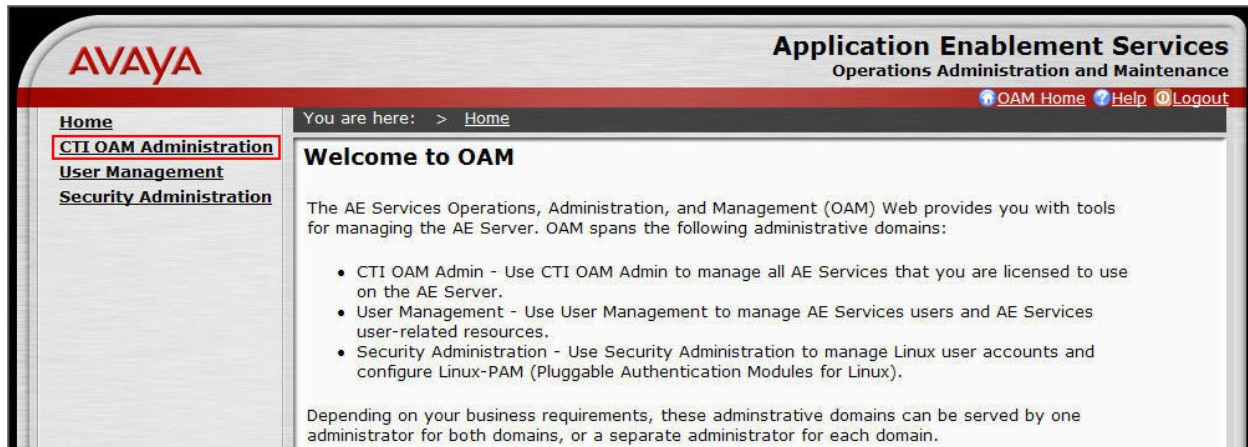 AVAYA
Application Enablement Services
Operations Administration and Maintenance
OAM Home Help Logout
Home
CTI OAM Administration
User Management
Security Administration
You are here: > Home
Welcome to OAM
The AE Services Operations, Administration, and Management (OAM) Web provides you with tools
for managing the AE Server. OAM spans the following administrative domains:
• CTI OAM Admin - Use CTI OAM Admin to manage all AE Services that you are licensed to use
on the AE Server.
• User Management - Use User Management to manage AE Services users and AE Services
user-related resources.
• Security Administration - Use Security Administration to manage Linux user accounts and
configure Linux-PAM (Pluggable Authentication Modules for Linux).
Depending on your business requirements, these adminstrative domains can be served by one
administrator for both domains, or a separate administrator for each domain.